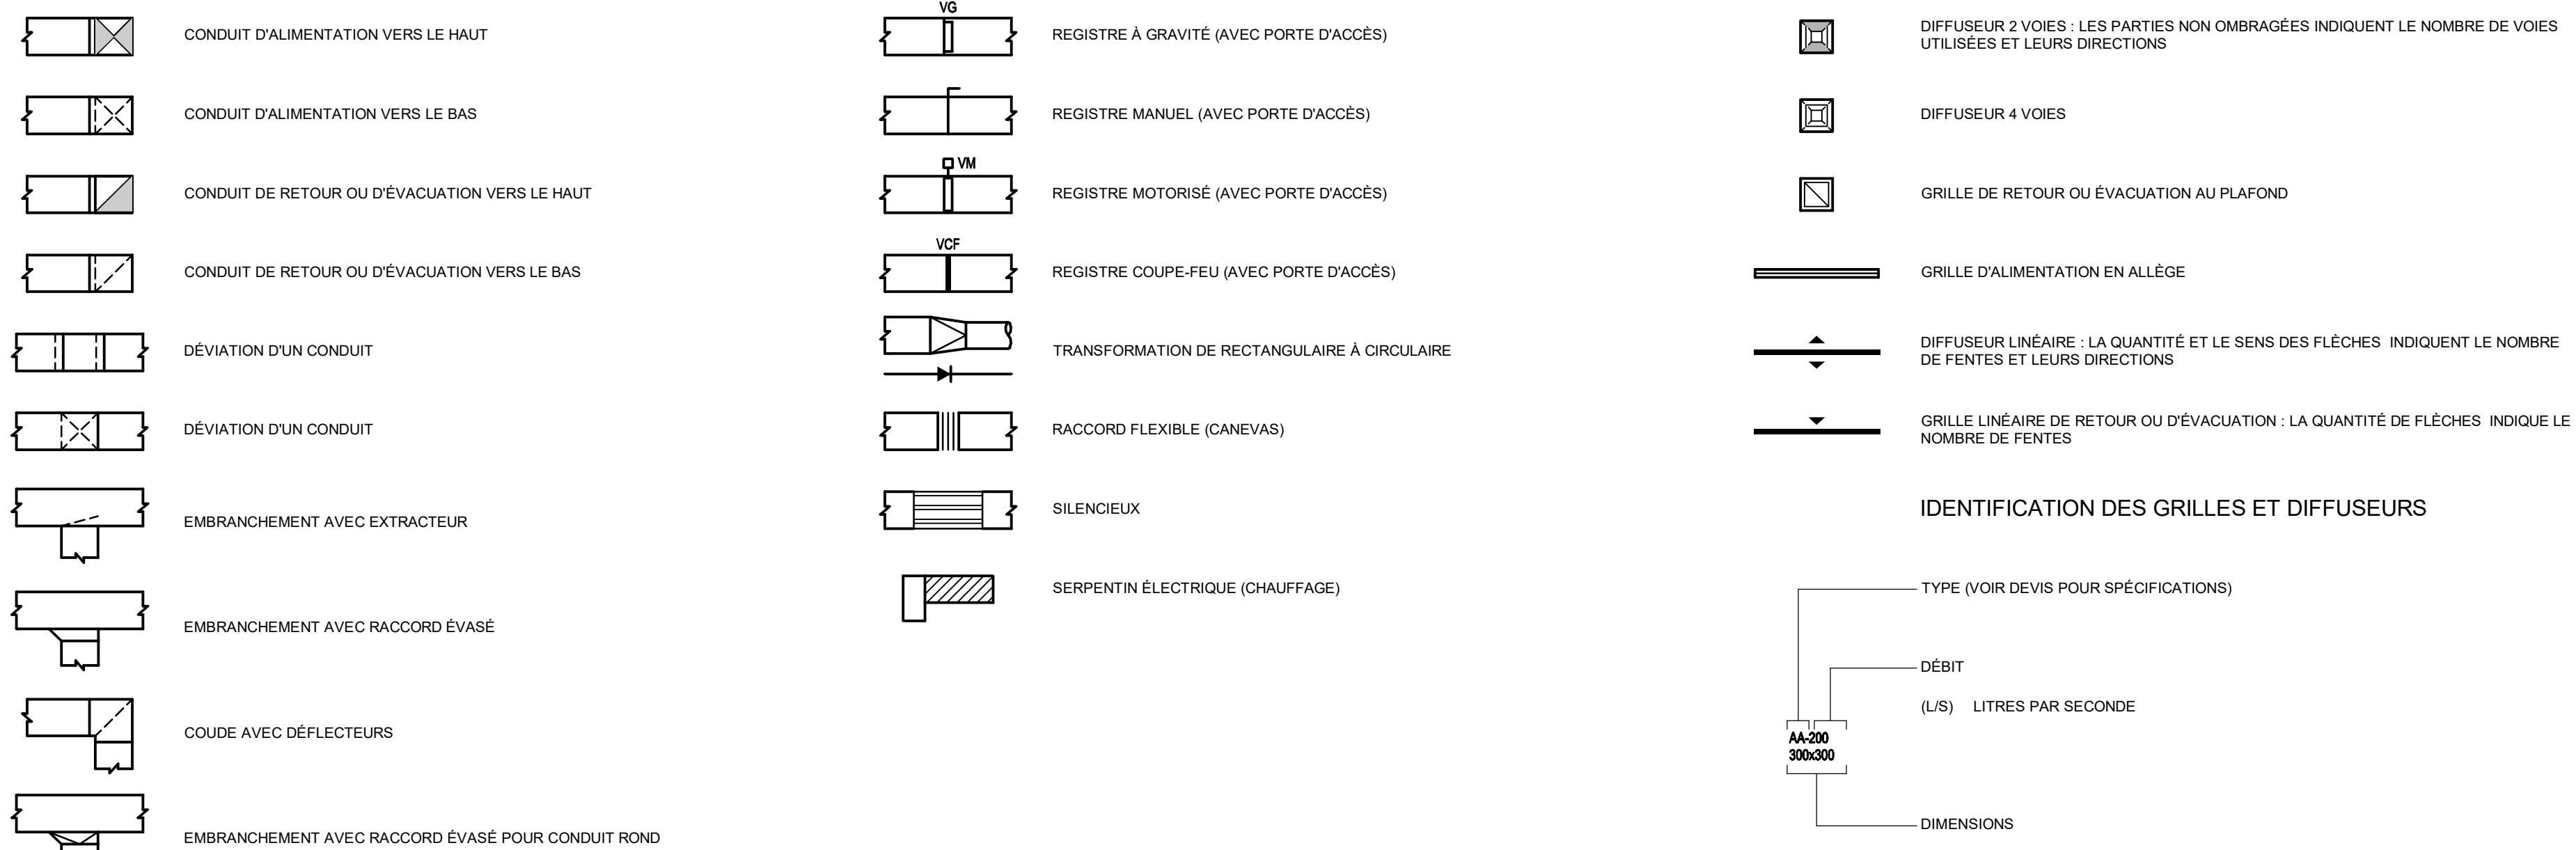 CONDUIT D'ALIMENTATION VERS LE HAUT
CONDUIT D'ALIMENTATION VERS LE BAS
CONDUIT DE RETOUR OU D'ÉVACUATION VERS LE HAUT
CONDUIT DE RETOUR OU D'ÉVACUATION VERS LE BAS
DÉVIATION D'UN CONDUIT
DÉVIATION D'UN CONDUIT
EMBRANCHEMENT AVEC EXTRACTEUR
EMBRANCHEMENT AVEC RACCORD ÉVASÉ
COUDE AVEC DÉFLECTEURS
EMBRANCHEMENT AVEC RACCORD ÉVASÉ POUR CONDUIT ROND
VG
REGISTRE À GRAVITÉ (AVEC PORTE D'ACCÈS)
REGISTRE MANUEL (AVEC PORTE D'ACCÈS)
VM
REGISTRE MOTORISÉ (AVEC PORTE D'ACCÈS)
VCF
REGISTRE COUPE-FEU (AVEC PORTE D'ACCÈS)
TRANSFORMATION DE RECTANGULAIRE À CIRCULAIRE
RACCORD FLEXIBLE (CANEVAS)
SILENCIEUX
SERPENTIN ÉLECTRIQUE (CHAUFFAGE)
DIFFUSEUR 2 VOIES : LES PARTIES NON OMBRAGÉES INDIQUENT LE NOMBRE DE VOIES
UTILISÉES ET LEURS DIRECTIONS
DIFFUSEUR 4 VOIES
GRILLE DE RETOUR OU ÉVACUATION AU PLAFOND
GRILLE D'ALIMENTATION EN ALLÈGE
DIFFUSEUR LINÉAIRE : LA QUANTITÉ ET LE SENS DES FLÈCHES INDIQUENT LE NOMBRE
DE FENTES ET LEURS DIRECTIONS
GRILLE LINÉAIRE DE RETOUR OU D'ÉVACUATION : LA QUANTITÉ DE FLÈCHES INDIQUE LE
NOMBRE DE FENTES
IDENTIFICATION DES GRILLES ET DIFFUSEURS
TYPE (VOIR DEVIS POUR SPÉCIFICATIONS)
DÉBIT
(L/S) LITRES PAR SECONDE
AA-200
300x300
DIMENSIONS